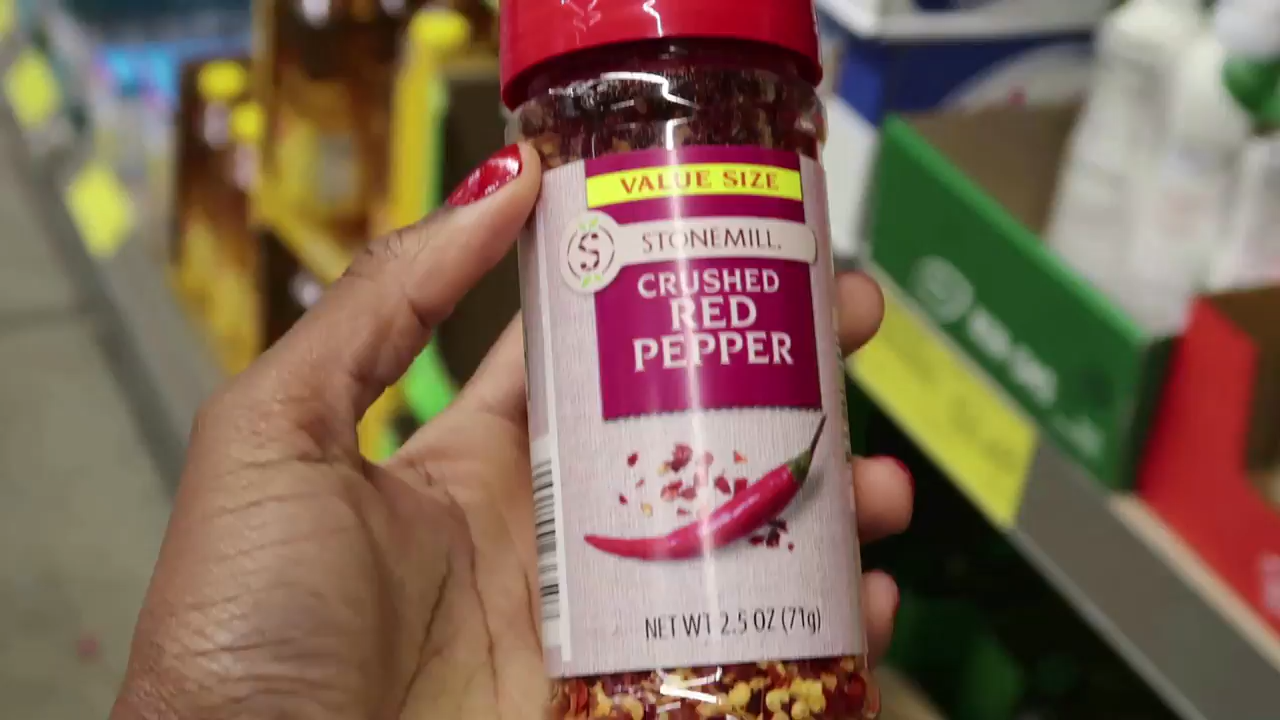 VALUE SIZE
S
STONEMILL.
CRUSHED
RED
PEPPER
NET WT 2.5 OZ (71g)